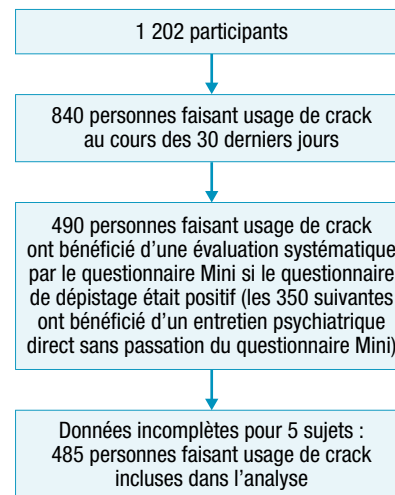 1 202 participants
840 personnes faisant usage de crack
au cours des 30 derniers jours
490 personnes faisant usage de crack
ont bénéficié d’une évaluation systématique
par le questionnaire Mini si le questionnaire
de dépistage était positif (les 350 suivantes
ont bénéficié d’un entretien psychiatrique
direct sans passation du questionnaire Mini)
Données incomplètes pour 5 sujets :
485 personnes faisant usage de crack
incluses dans l’analyse